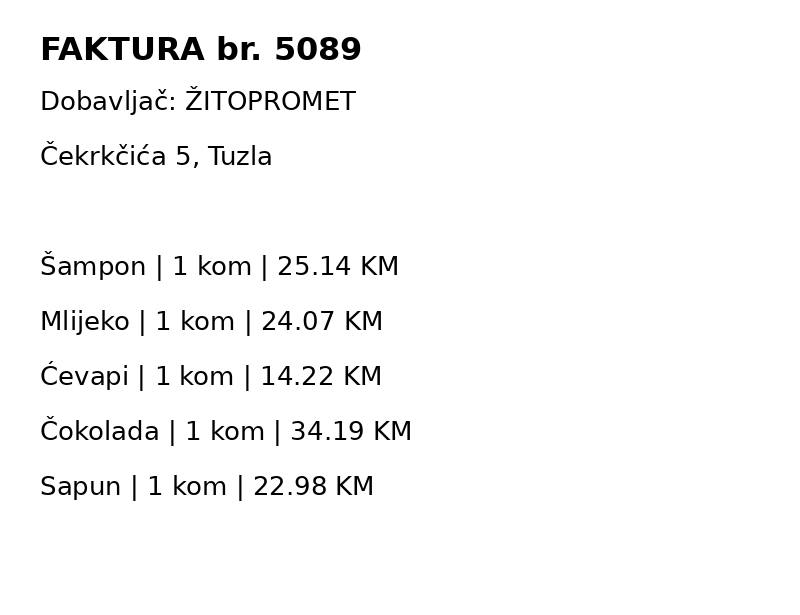 FAKTURA br. 5089
Dobavljač: ŽITOPROMET
Čekrkčića 5, Tuzla
Šampon | 1 kom | 25.14 KM
Mlijeko | 1 kom | 24.07 KM
Ćevapi | 1 kom | 14.22 KM
Čokolada | 1 kom | 34.19 KM
Sapun | 1 kom | 22.98 KM